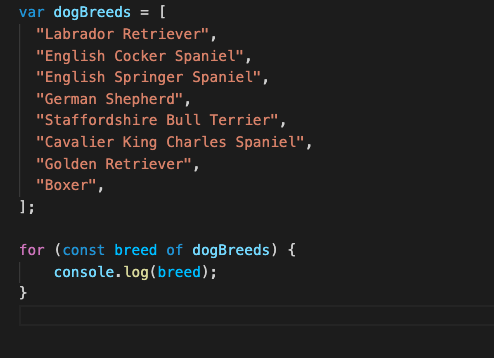 var dogBreeds = [
  "Labrador Retriever",
  "English Cocker Spaniel",
  "English Springer Spaniel",
  "German Shepherd",
  "Staffordshire Bull Terrier",
  "Cavalier King Charles Spaniel",
  "Golden Retriever",
  "Boxer",
];
for (const breed of dogBreeds) {
    console.log(breed);
}